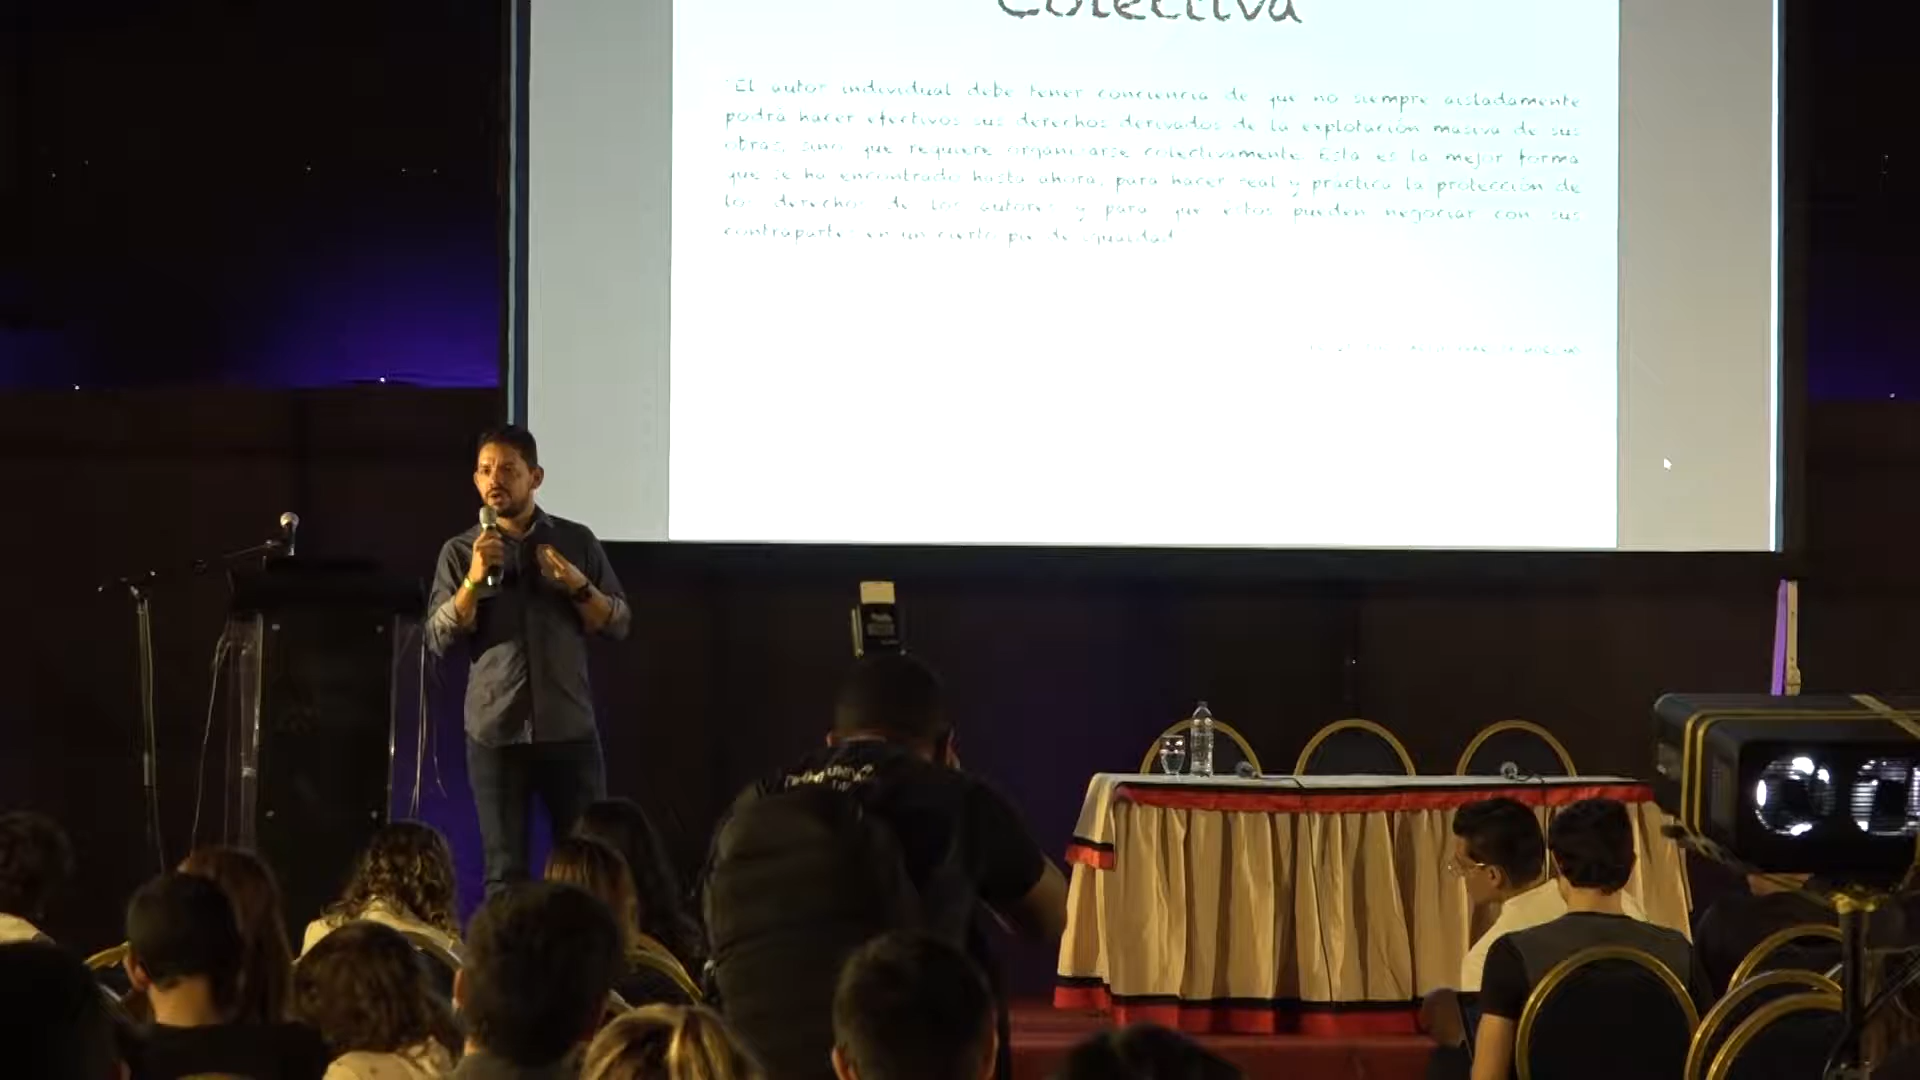 Colectiva
"El autor individual debe tener conciencia de que no siempre aisladamente
podrá hacer efectivos sus derechos derivados de la explotación masiva de sus
obras, sino que requiere organizarse colectivamente. Esta es la mejor forma
que se ha encontrado hasta ahora, para hacer real y práctica la protección de
los derechos de los autores y para que éstos puedan negociar con sus
contrapartes en un cierto pie de igualdad